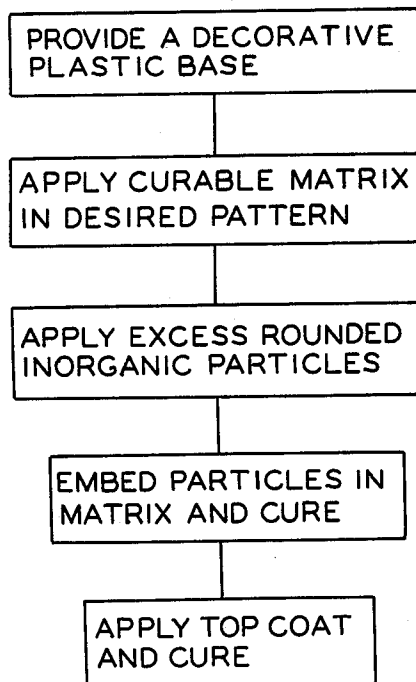 PROVIDE A DECORATIVE
PLASTIC BASE
APPLY CURABLE MATRIX
IN DESIRED PATTERN
APPLY EXCESS ROUNDED
INORGANIC PARTICLES
EMBED PARTICLES IN
MATRIX AND CURE
APPLY TOP COAT
AND CURE